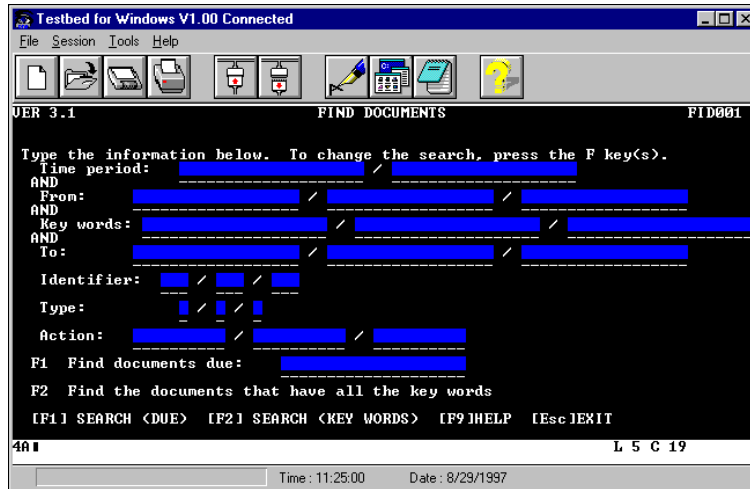 Testbed for Windows V1.00 Connected
File Session Tools Help
VER 3.1 FIND DOCUMENTS FID001
Type the information below. To change the search, press the F key(s).
Time period: /
AND
From: / /
AND
Key words: / /
AND
To: / /
Identifier: / /
Type: / /
Action: / /
F1 Find documents due:
F2 Find the documents that have all the key words
[F1] SEARCH (DUE) [F2] SEARCH (KEY WORDS) [F9]HELP [Esc]EXIT
4A L 5 C 19
Time : 11:25:00 Date : 8/29/1997